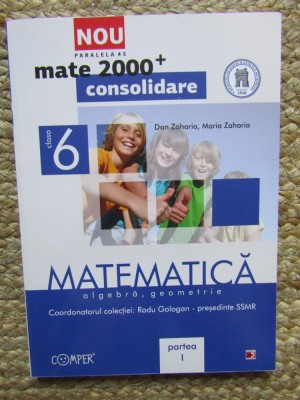 NOU
PARALELA 45
mate 2000+
consolidare
Dan Zaharia, Maria Zaharia
clasa
6
MATEMATICĂ
algebră, geometrie
Coordonatorul colecției: Radu Gologan - președinte SSMR
partea
I
COMPER